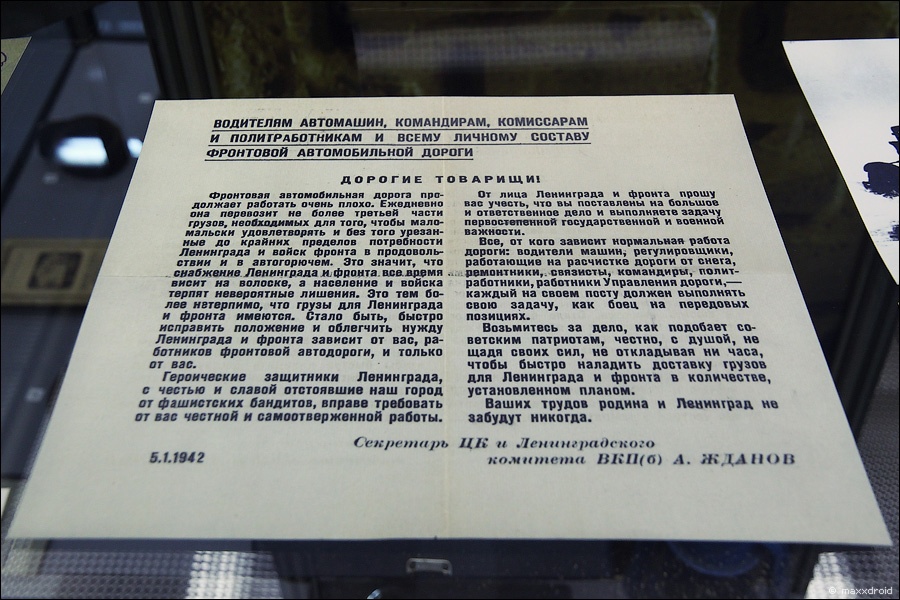 ВОДИТЕЛЯМ АВТОМАШИН, КОМАНДИРАМ, КОМИССАРАМ
И ПОЛИТРАБОТНИКАМ И ВСЕМУ ЛИЧНОМУ СОСТАВУ
ФРОНТОВОЙ АВТОМОБИЛЬНОЙ ДОРОГИ
ДОРОГИЕ ТОВАРИЩИ!
Фронтовая автомобильная дорога про-
должает работать очень плохо. Ежедневно
она перевозит не более третьей части
грузов, необходимых для того, чтобы мало-
мальски удовлетворять и без того урезан-
ные до крайних пределов потребности
Ленинграда и войск фронта в продоволь-
ствии и в автогорючем. Это значит, что
снабжение Ленинграда и фронта все время
висит на волоске, а население и войска
терпят невероятные лишения. Это тем бо-
лее нетерпимо, что грузы для Ленинграда
и фронта имеются. Стало быть, быстро
исправить положение и облегчить нужду
Ленинграда и фронта зависит от вас, ра-
ботников фронтовой автодороги, и только
от вас.
Героические защитники Ленинграда,
с честью и славой отстоявшие наш город
от фашистских бандитов, вправе требовать
от вас честной и самоотверженной работы.
От лица Ленинграда и фронта прошу
вас учесть, что вы поставлены на большое
и ответственное дело и выполняете задачу
первостепенной государственной и военной
важности.
Все, от кого зависит нормальная работа
дороги: водители машин, регулировщики,
работающие на расчистке дороги от снега,
ремонтники, связисты, командиры, полит-
работники, работники Управления дороги,—
каждый на своем посту должен выполнять
свою задачу, как боец на передовых
позициях.
Возьмитесь за дело, как подобает со-
ветским патриотам, честно, с душой, не
щадя своих сил, не откладывая ни часа,
чтобы быстро наладить доставку грузов
для Ленинграда и фронта в количестве,
установленном планом.
Ваших трудов родина и Ленинград не
забудут никогда.
Секретарь ЦК и Ленинградского
комитета ВКП(б) А. ЖДАНОВ
5.1.1942
© maxxdroid